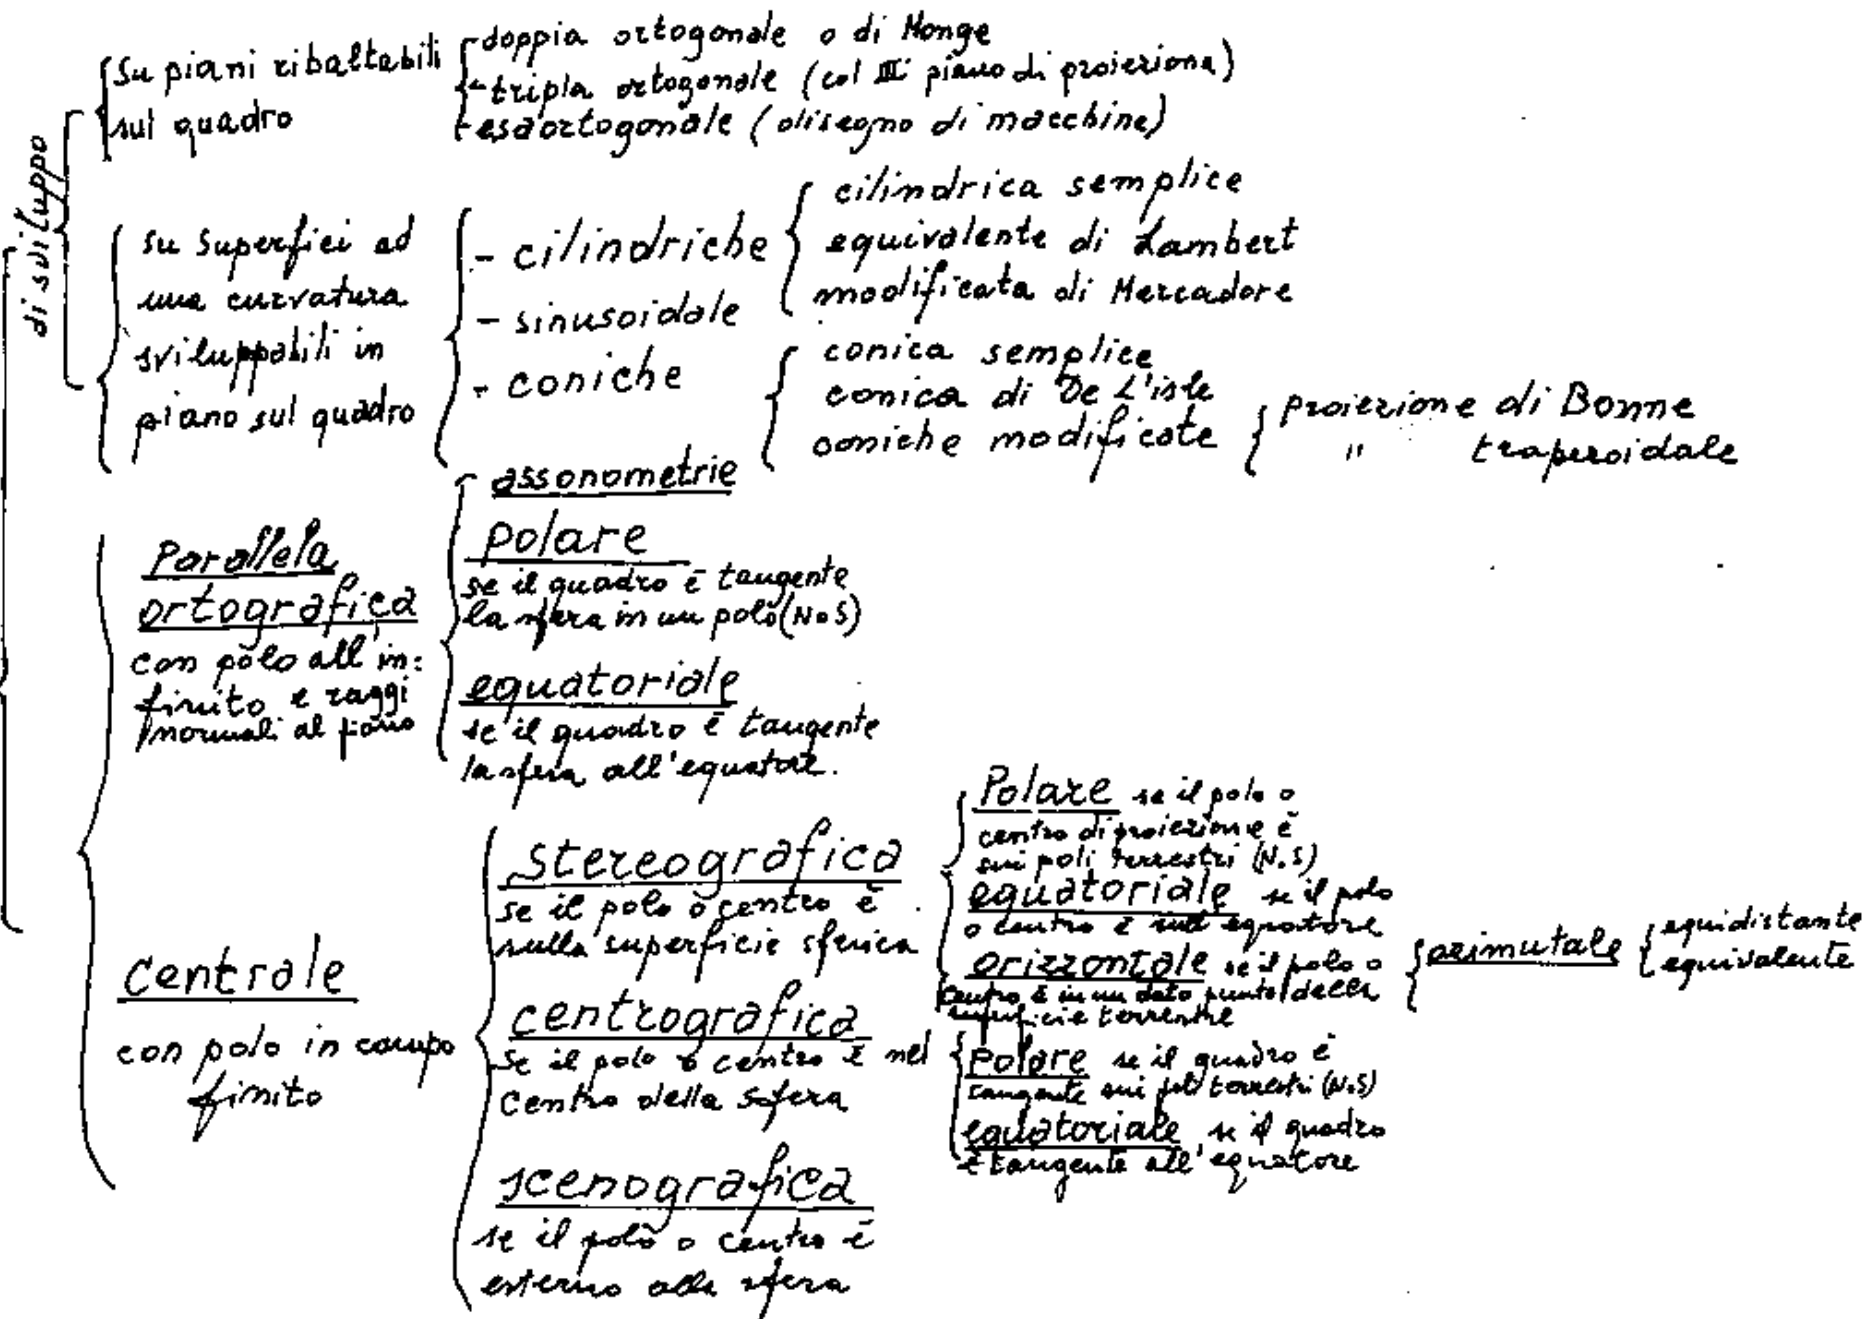 di sviluppo
su piani ribaltabili
sul quadro
- doppia ortogonale o di Monge
- tripla ortogonale (col III° piano di proiezione)
- esaortogonale (disegno di macchine)
su superfici ad
una curvatura
sviluppabili in
piano sul quadro
- cilindriche
- sinusoidale
- coniche
cilindrica semplice
equivalente di Lambert
modificata di Mercadore
conica semplice
conica di De L'isle
coniche modificate
proiezione di Bonne
" trapezoidale
Parallela
ortografica
con polo all'in=
finito e raggi
normali al piano
- assonometrie
polare
se il quadro è tangente
la sfera in un polo (N o S)
equatoriale
se il quadro è tangente
la sfera all'equatore.
Centrale
con polo in campo
finito
stereografica
se il polo o centro è
sulla superficie sferica
Polare se il polo o
centro di proiezione è
sui poli terrestri (N.S)
equatoriale se il polo
o centro è sull'equatore
orizzontale se il polo o
centro è in un dato punto della
superficie terrestre
azimutale
equidistante
equivalente
centrografica
se il polo o centro è nel
centro della sfera
polare se il quadro è
tangente sui poli terrestri (N.S)
equatoriale se il quadro
è tangente all'equatore
scenografica
se il polo o centro è
esterno alla sfera